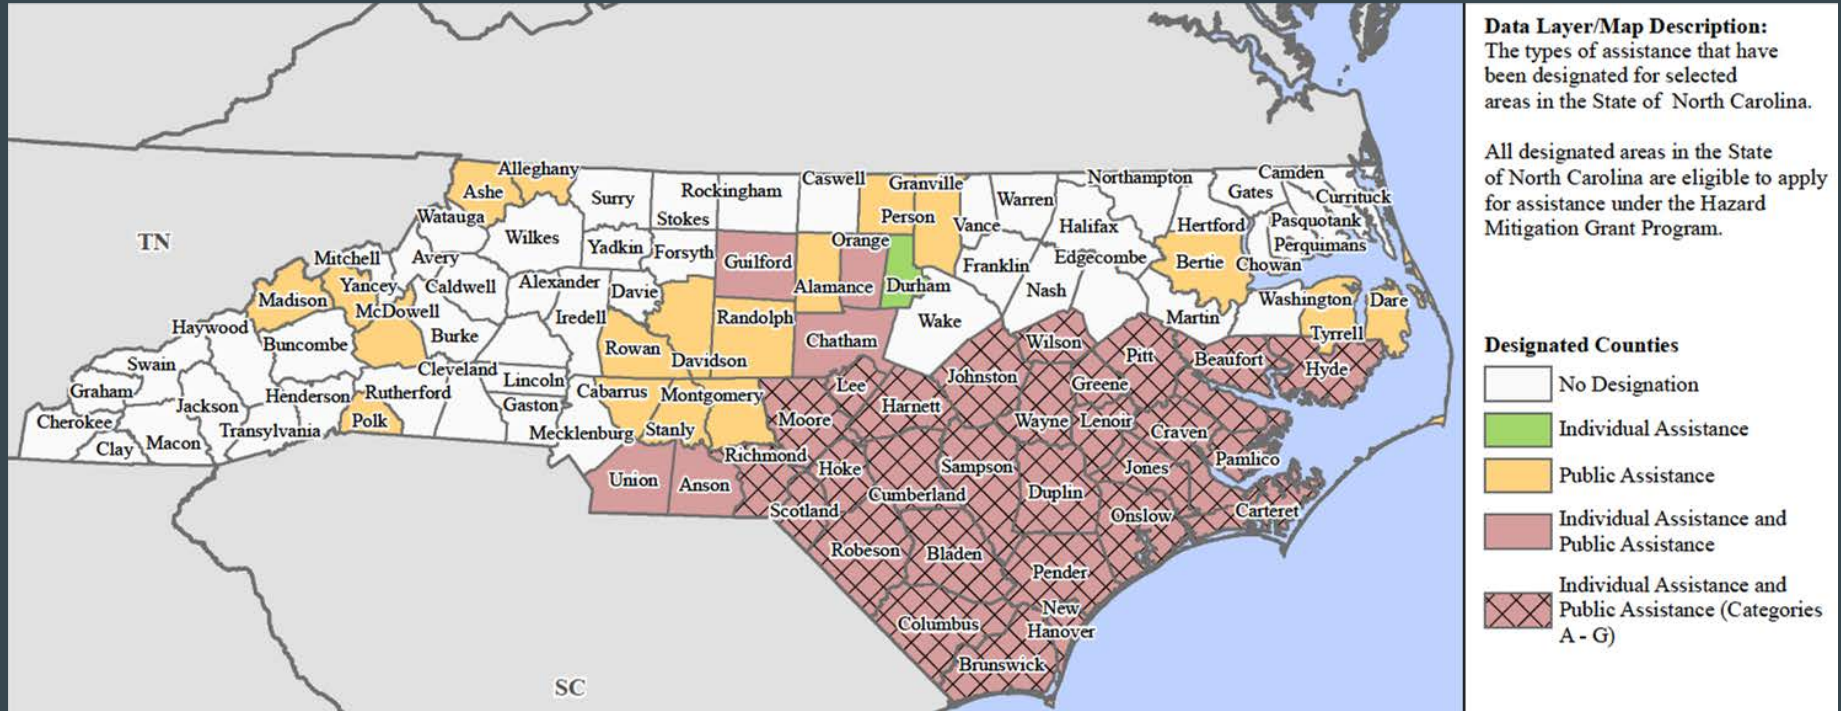 Data Layer/Map Description:
The types of assistance that have
been designated for selected
areas in the State of North Carolina.
All designated areas in the State
of North Carolina are eligible to apply
for assistance under the Hazard
Mitigation Grant Program.
Designated Counties
No Designation
Individual Assistance
Public Assistance
Individual Assistance and
Public Assistance
Individual Assistance and
Public Assistance (Categories
A - G)
TN
SC
Alleghany
Ashe
Surry
Stokes
Rockingham
Caswell
Person
Granville
Vance
Warren
Northampton
Halifax
Hertford
Gates
Camden
Currituck
Pasquotank
Perquimans
Chowan
Bertie
Watauga
Wilkes
Yadkin
Forsyth
Guilford
Alamance
Orange
Durham
Franklin
Nash
Edgecombe
Martin
Washington
Tyrrell
Dare
Mitchell
Avery
Yancey
Caldwell
Alexander
Davie
Iredell
Madison
McDowell
Burke
Haywood
Buncombe
Rowan
Davidson
Randolph
Chatham
Wake
Wilson
Pitt
Beaufort
Hyde
Swain
Graham
Cherokee
Clay
Macon
Jackson
Transylvania
Henderson
Polk
Rutherford
Cleveland
Lincoln
Gaston
Mecklenburg
Cabarrus
Stanly
Montgomery
Moore
Lee
Harnett
Johnston
Greene
Wayne
Lenoir
Craven
Pamlico
Union
Anson
Richmond
Scotland
Hoke
Cumberland
Sampson
Duplin
Jones
Onslow
Carteret
Robeson
Bladen
Pender
New
Hanover
Columbus
Brunswick